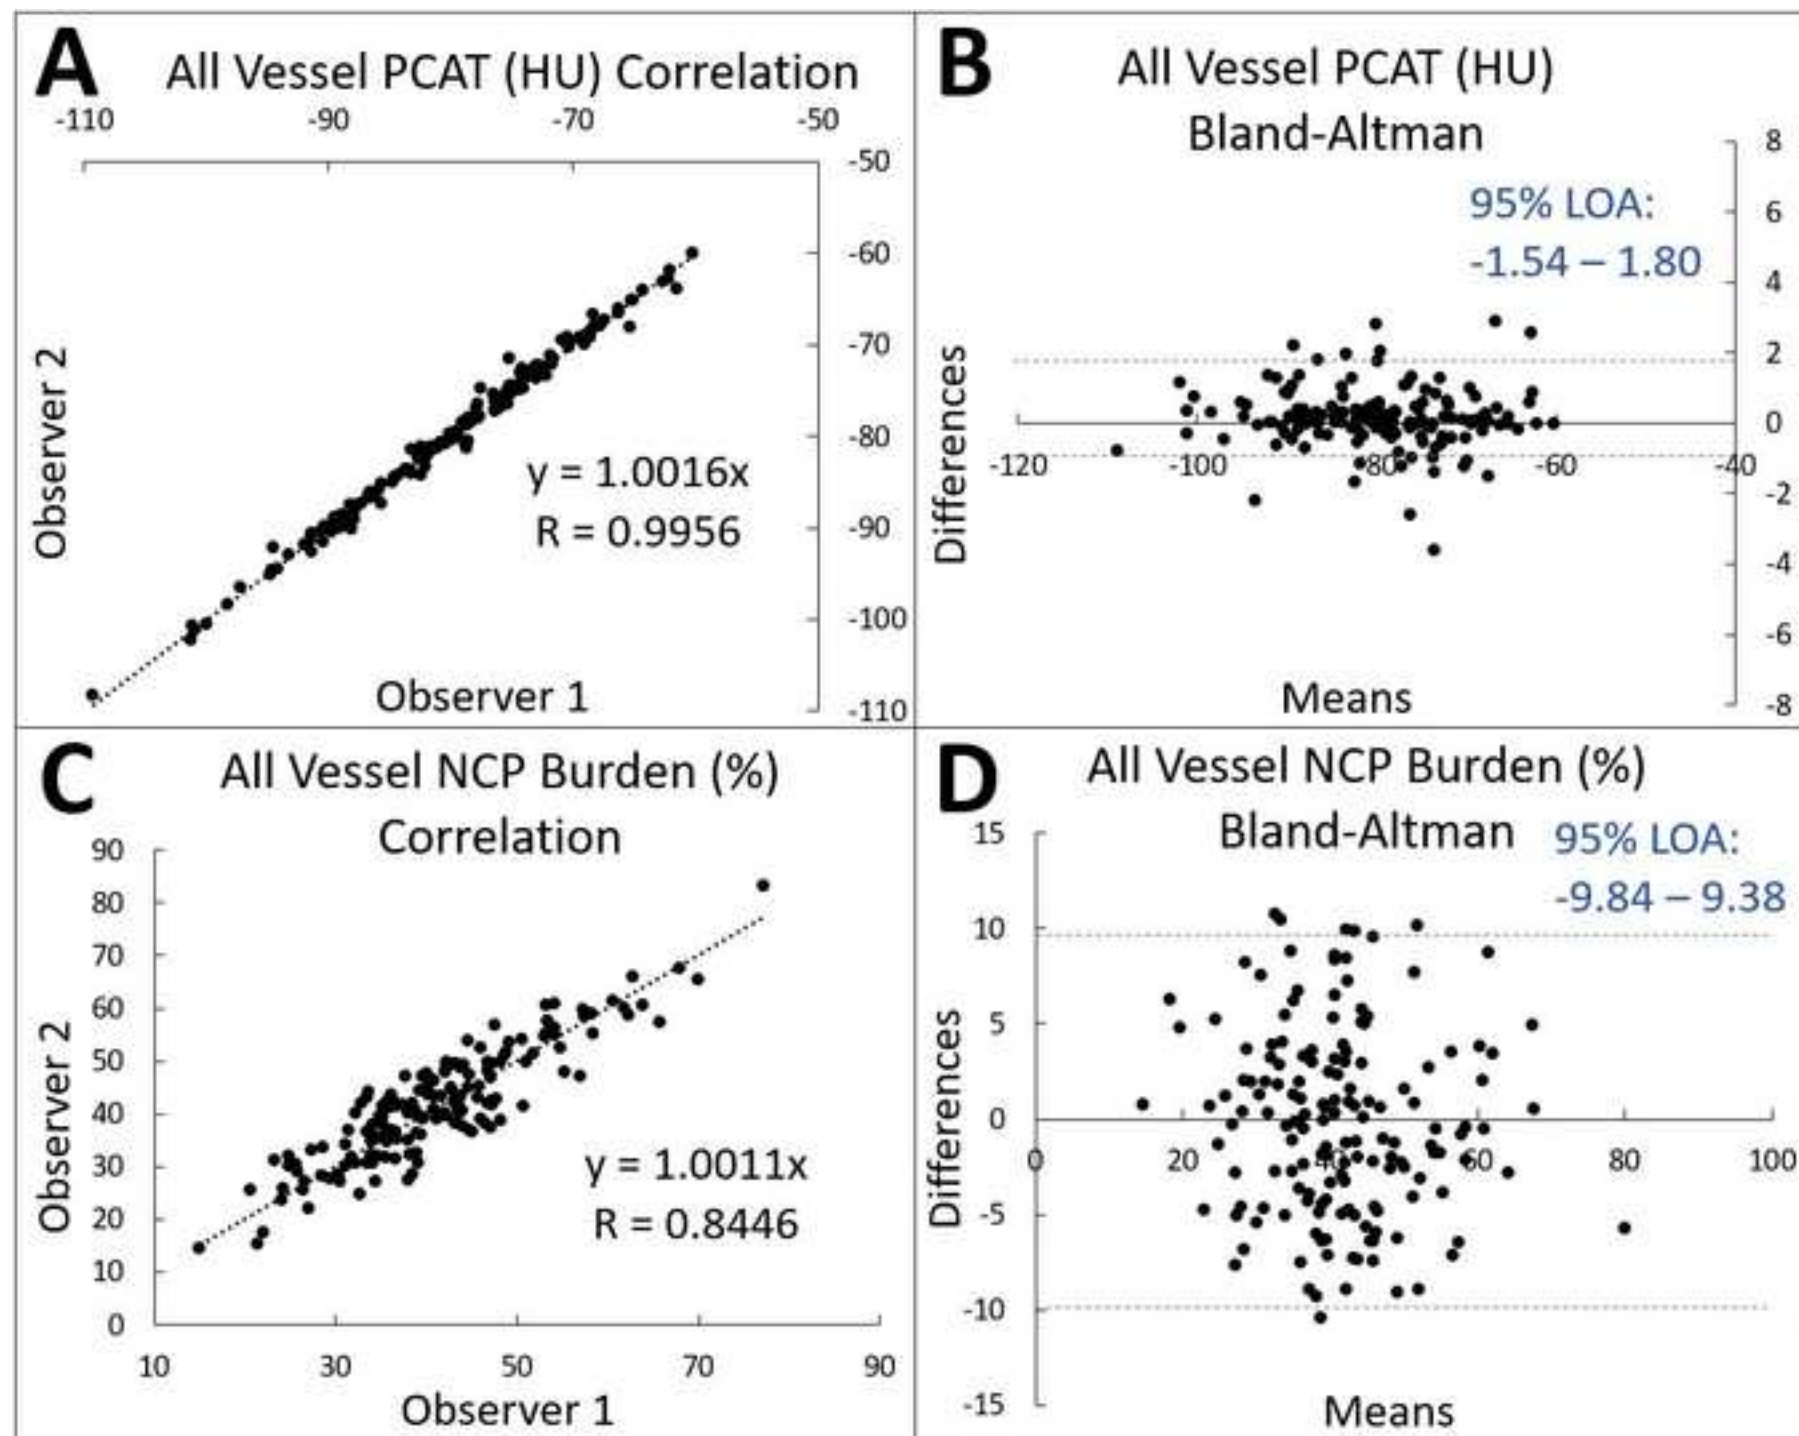 A
All Vessel PCAT (HU) Correlation
-110 -90 -70 -50
-50
-60
-70
-80
-90
-100
-110
Observer 2
y = 1.0016x
R = 0.9956
Observer 1
B
All Vessel PCAT (HU)
Bland-Altman
95% LOA:
-1.54 – 1.80
8
6
4
2
0
-2
-4
-6
-8
Differences
-120 -100 -80 -60 -40
Means
C
All Vessel NCP Burden (%)
Correlation
90
80
70
60
50
40
30
20
10
0
Observer 2
y = 1.0011x
R = 0.8446
10 30 50 70 90
Observer 1
D
All Vessel NCP Burden (%)
Bland-Altman
95% LOA:
-9.84 – 9.38
15
10
5
0
-5
-10
-15
Differences
0 20 40 60 80 100
Means